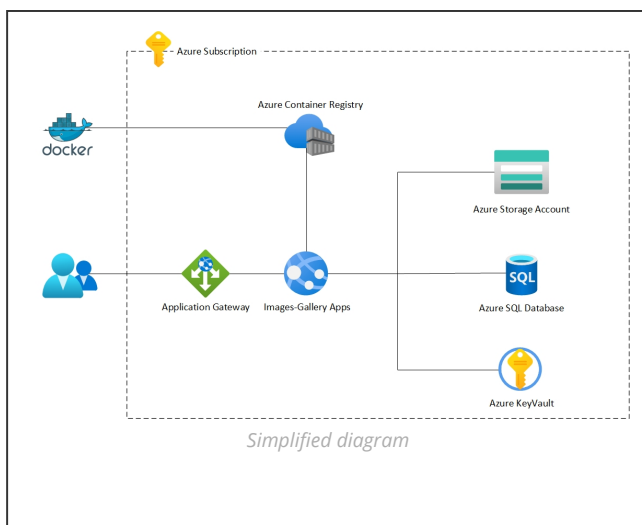 Azure Subscription
Azure Container Registry
docker
Azure Storage Account
Application Gateway
Images-Gallery Apps
SQL
Azure SQL Database
Azure KeyVault
Simplified diagram